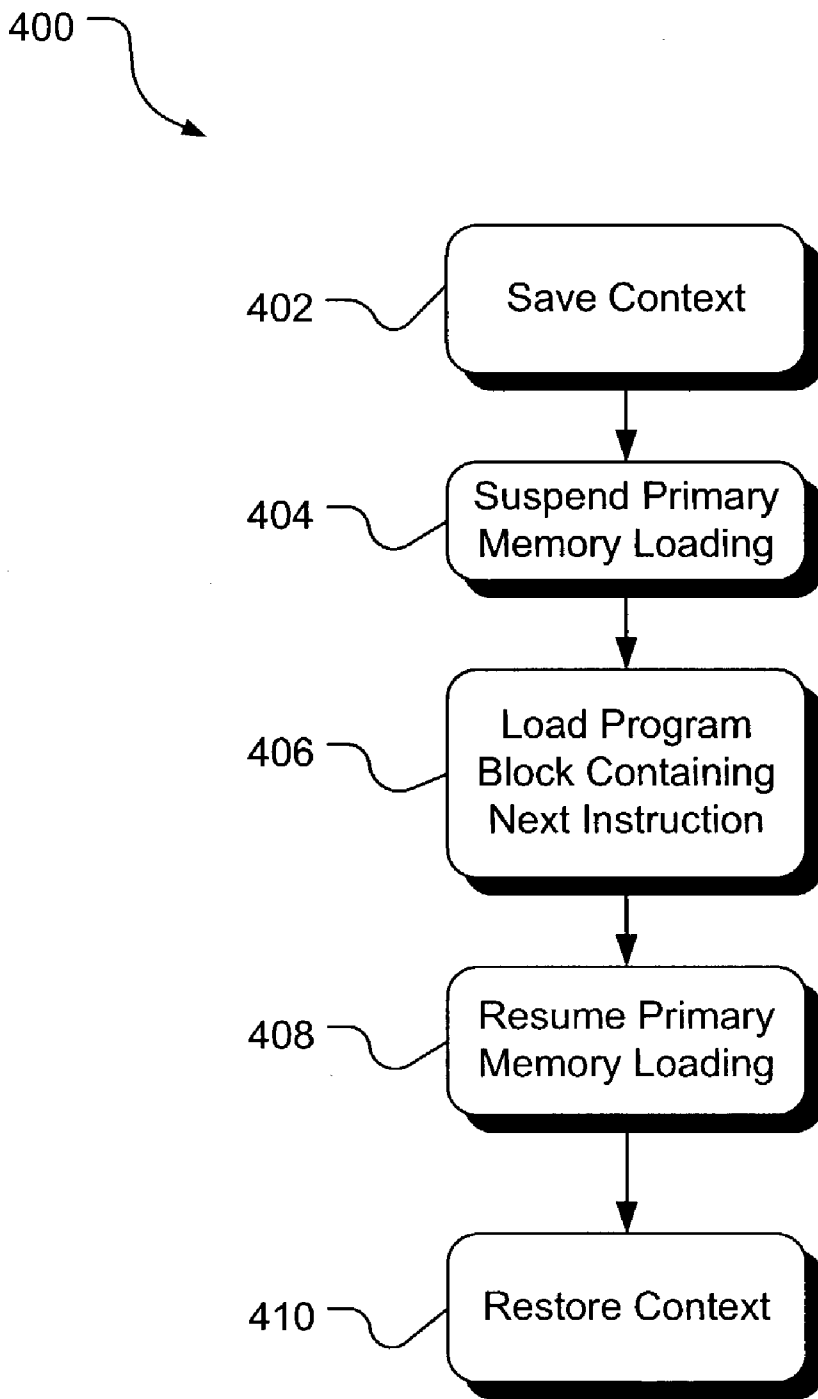 400
402
Save Context
404
Suspend Primary
Memory Loading
406
Load Program
Block Containing
Next Instruction
408
Resume Primary
Memory Loading
410
Restore Context